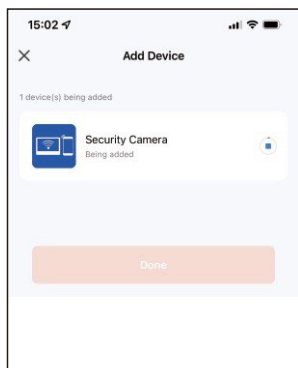 15:02
Add Device
1 device(s) being added
Security Camera
Being added
Done